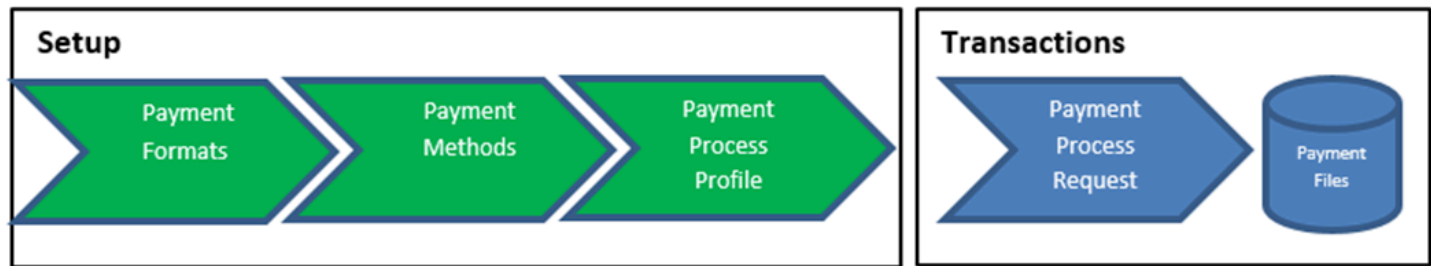 Setup
Payment
Formats
Payment
Methods
Payment
Process
Profile
Transactions
Payment
Process
Request
Payment
Files